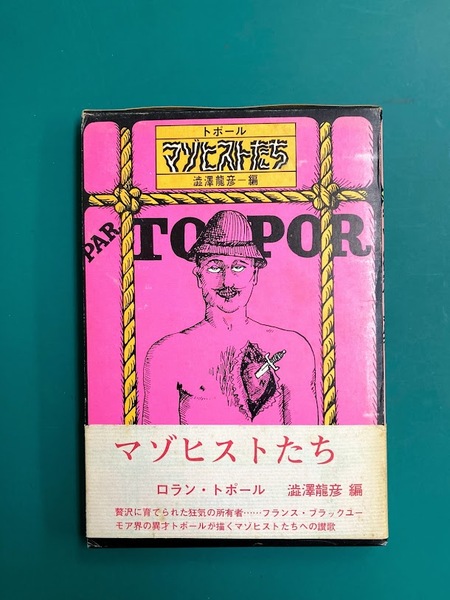 トポール
マゾヒストたち
澁澤龍彦−編
PAR TOPOR
マゾヒストたち
ロラン・トポール 澁澤龍彦 編
贅沢に育てられた狂気の所有者……フランス・ブラックユー
モア界の異才トポールが描くマゾヒストたちへの讃歌